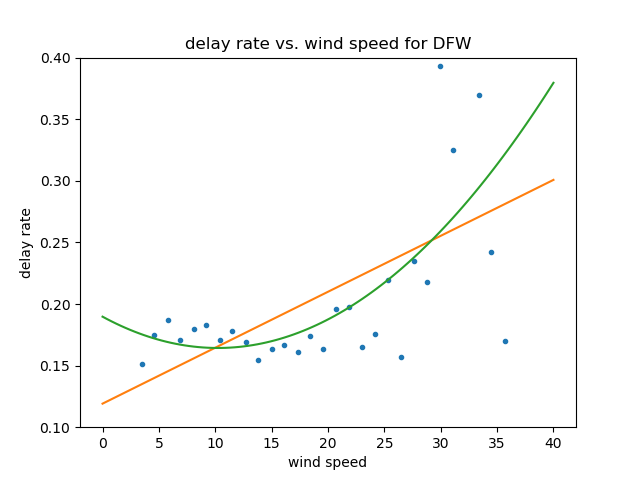 delay rate vs. wind speed for DFW
0.40
0.35
0.30
0.25
0.20
0.15
0.10
delay rate
0 5 10 15 20 25 30 35 40
wind speed